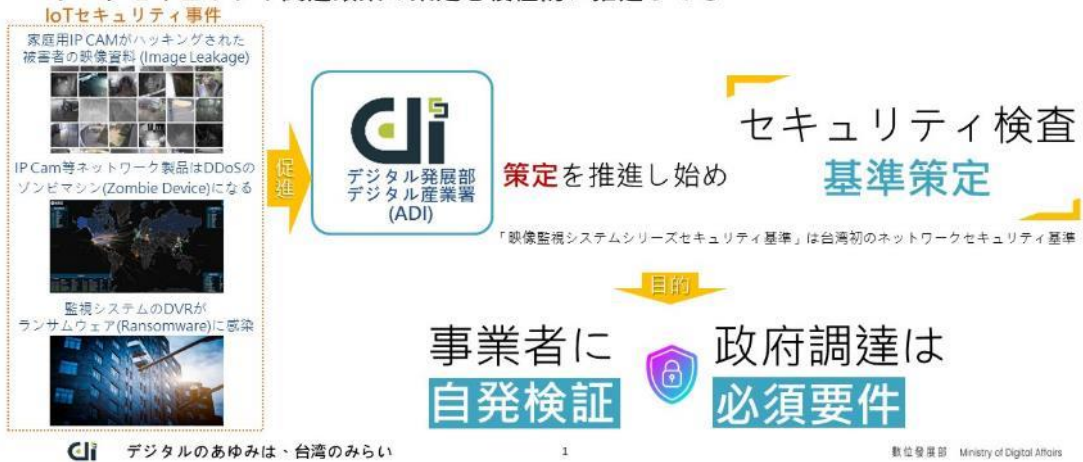 IoTセキュリティ事件
家庭用IP CAMがハッキングされた
被害者の映像資料 (Image Leakage)
IP Cam等ネットワーク製品はDDoSの
ゾンビマシン(Zombie Device)になる
監視システムのDVRが
ランサムウェア(Ransomware)に感染
促進
デジタル発展部
デジタル産業署
(ADI)
策定を推進し始め
セキュリティ検査
基準策定
「映像監視システムシリーズセキュリティ基準」は台湾初のネットワークセキュリティ基準
目的
事業者に
自発検証
政府調達は
必須要件
デジタルのあゆみは、台湾のみらい
1
數位發展部 Ministry of Digital Affairs